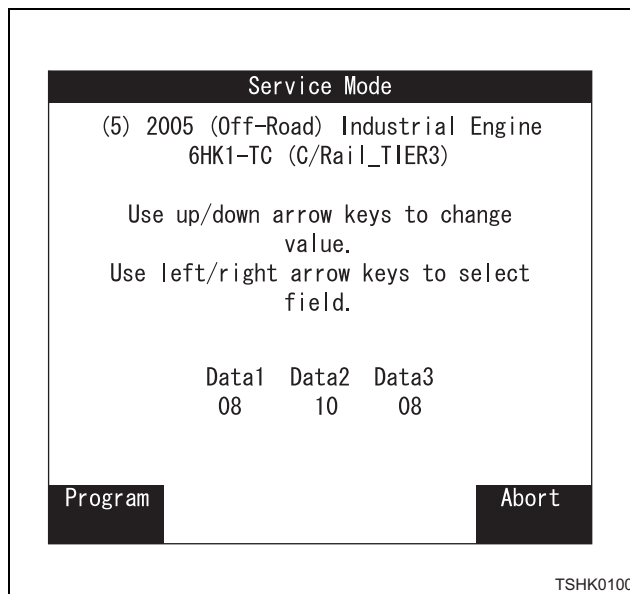 Service Mode
(5) 2005 (Off-Road) Industrial Engine
6HK1-TC (C/Rail_TIER3)
Use up/down arrow keys to change
value.
Use left/right arrow keys to select
field.
Data1 Data2 Data3
08 10 08
Program Abort
TSHK0100